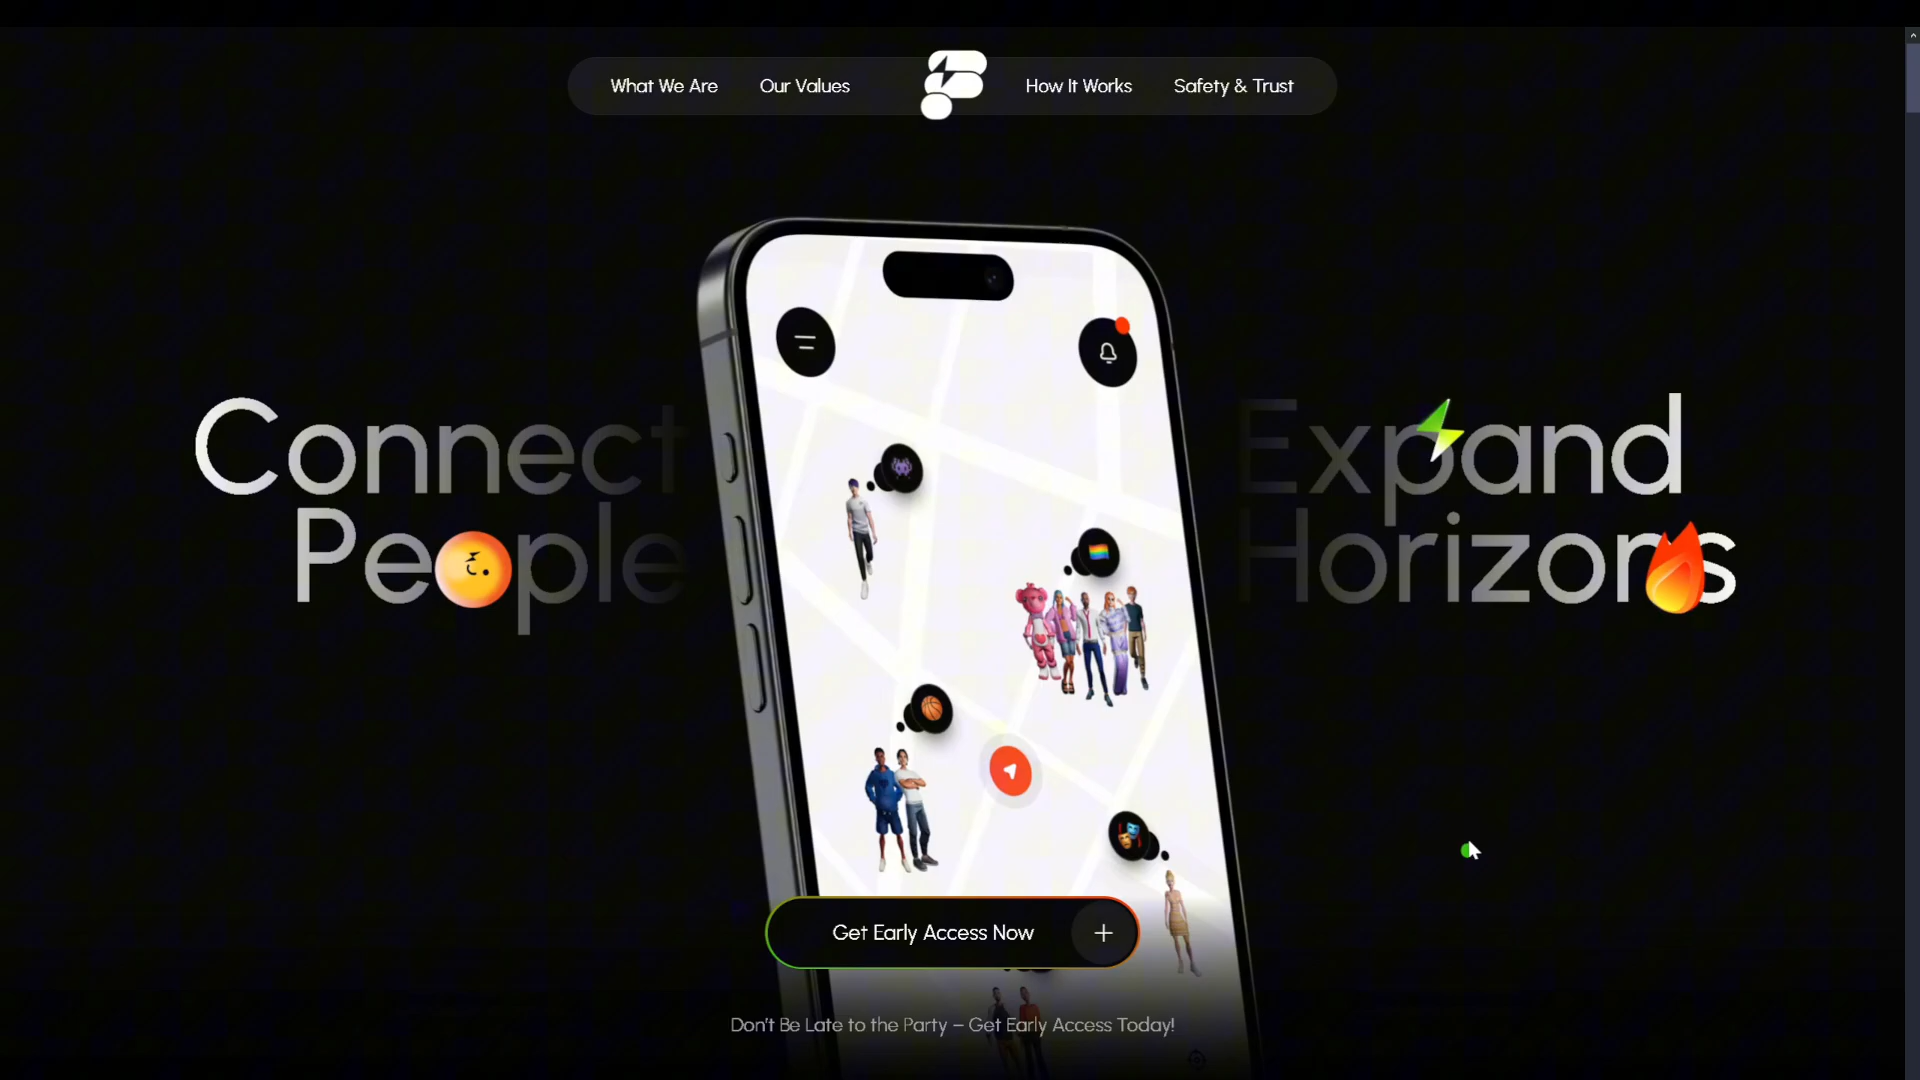 What We Are
Our Values
How It Works
Safety & Trust
Connect
People
Expand
Horizons
Get Early Access Now
Don't Be Late to the Party – Get Early Access Today!